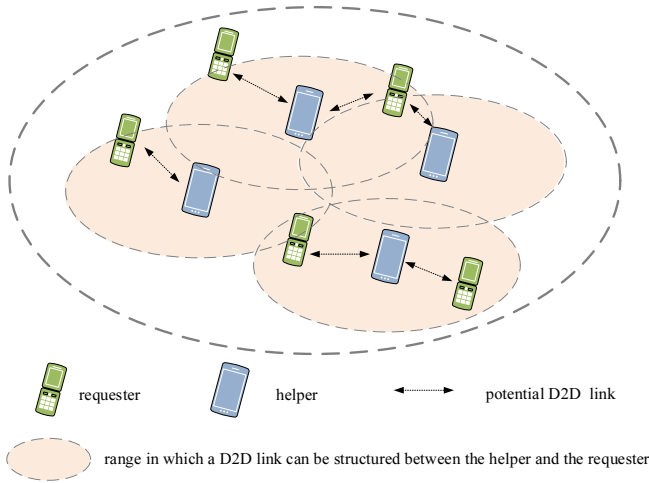 requester
helper
potential D2D link
range in which a D2D link can be structured between the helper and the requester